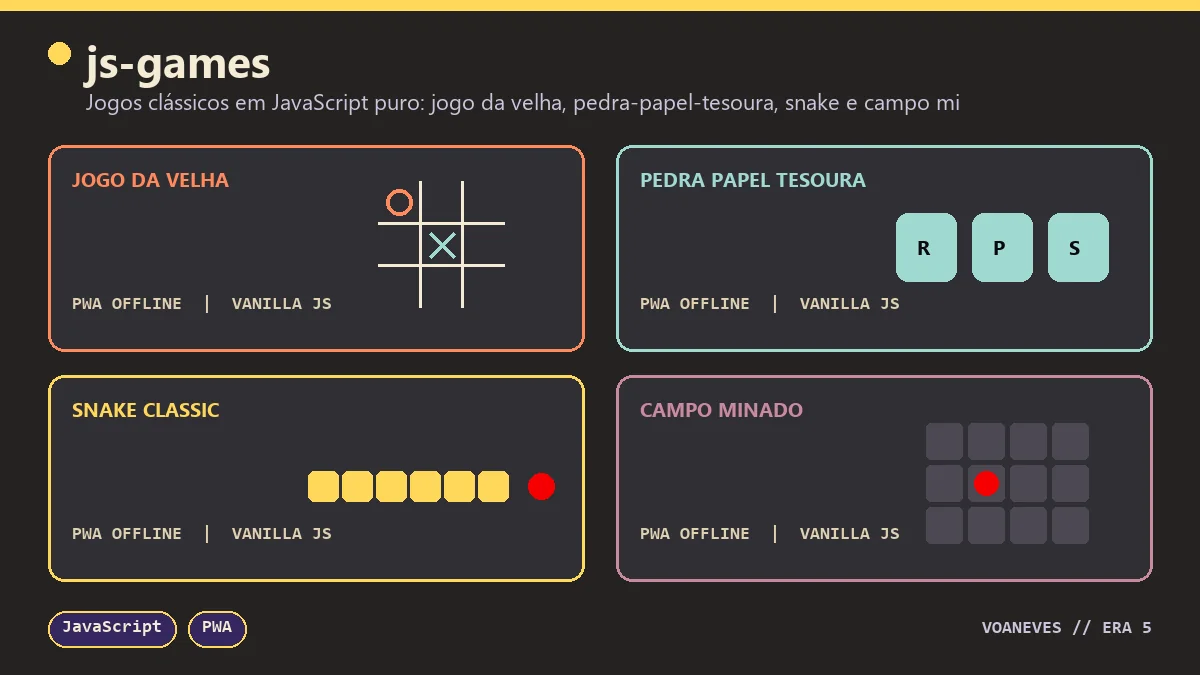 js-games
Jogos clássicos em JavaScript puro: jogo da velha, pedra-papel-tesoura, snake e campo mi
JOGO DA VELHA
PWA OFFLINE | VANILLA JS
PEDRA PAPEL TESOURA
R P S
PWA OFFLINE | VANILLA JS
SNAKE CLASSIC
PWA OFFLINE | VANILLA JS
CAMPO MINADO
PWA OFFLINE | VANILLA JS
JavaScript PWA
VOANEVES // ERA 5